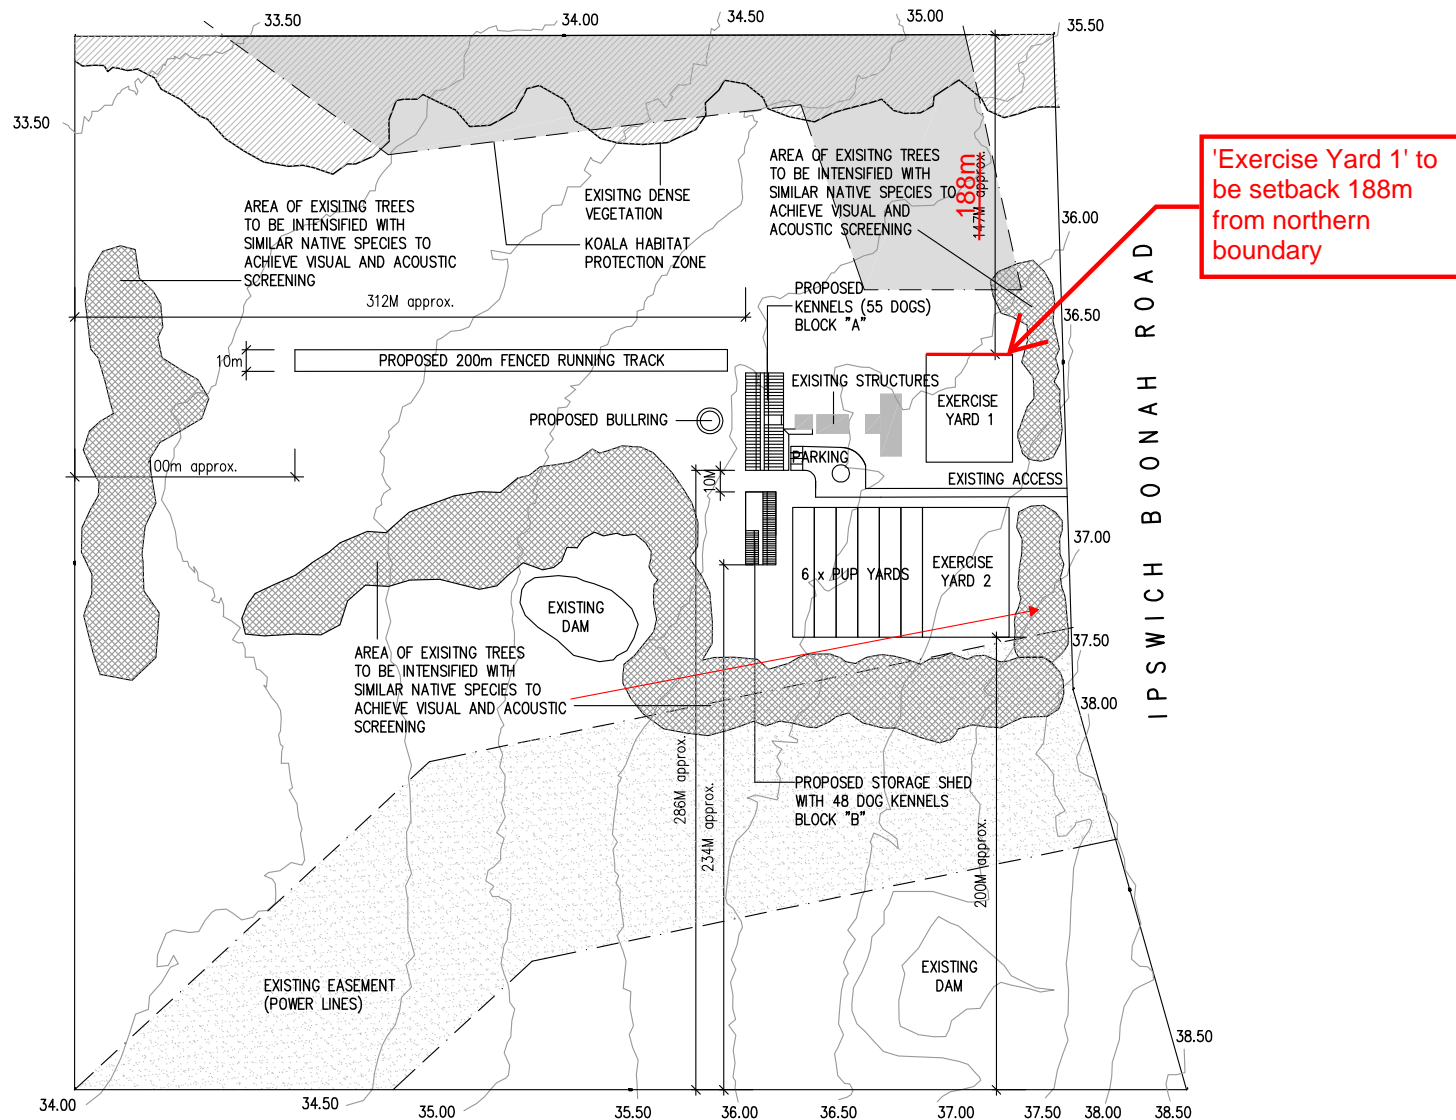 33.50
34.00
34.50
35.00
35.50
33.50
AREA OF EXISITNG TREES
TO BE INTENSIFIED WITH
SIMILAR NATIVE SPECIES TO
ACHIEVE VISUAL AND ACOUSTIC
SCREENING
EXISITNG DENSE
VEGETATION
KOALA HABITAT
PROTECTION ZONE
AREA OF EXISITNG TREES
TO BE INTENSIFIED WITH
SIMILAR NATIVE SPECIES TO
ACHIEVE VISUAL AND
ACOUSTIC SCREENING
188m
147M approx.
'Exercise Yard 1' to
be setback 188m
from northern
boundary
36.00
36.50
312M approx.
PROPOSED
KENNELS (55 DOGS)
BLOCK "A"
10m
PROPOSED 200m FENCED RUNNING TRACK
EXISITNG STRUCTURES
PROPOSED BULLRING
EXERCISE
YARD 1
PARKING
00m approx.
10M
EXISTING ACCESS
IPSWICH BOONAH ROAD
37.00
6 x PUP YARDS
EXERCISE
YARD 2
EXISTING
DAM
37.50
38.00
AREA OF EXISITNG TREES
TO BE INTENSIFIED WITH
SIMILAR NATIVE SPECIES TO
ACHIEVE VISUAL AND ACOUSTIC
SCREENING
286M approx.
234M approx.
PROPOSED STORAGE SHED
WITH 48 DOG KENNELS
BLOCK "B"
200M approx.
EXISTING EASEMENT
(POWER LINES)
EXISTING
DAM
38.50
34.00
34.50
35.00
35.50
36.00
36.50
37.00
37.50
38.00
38.50